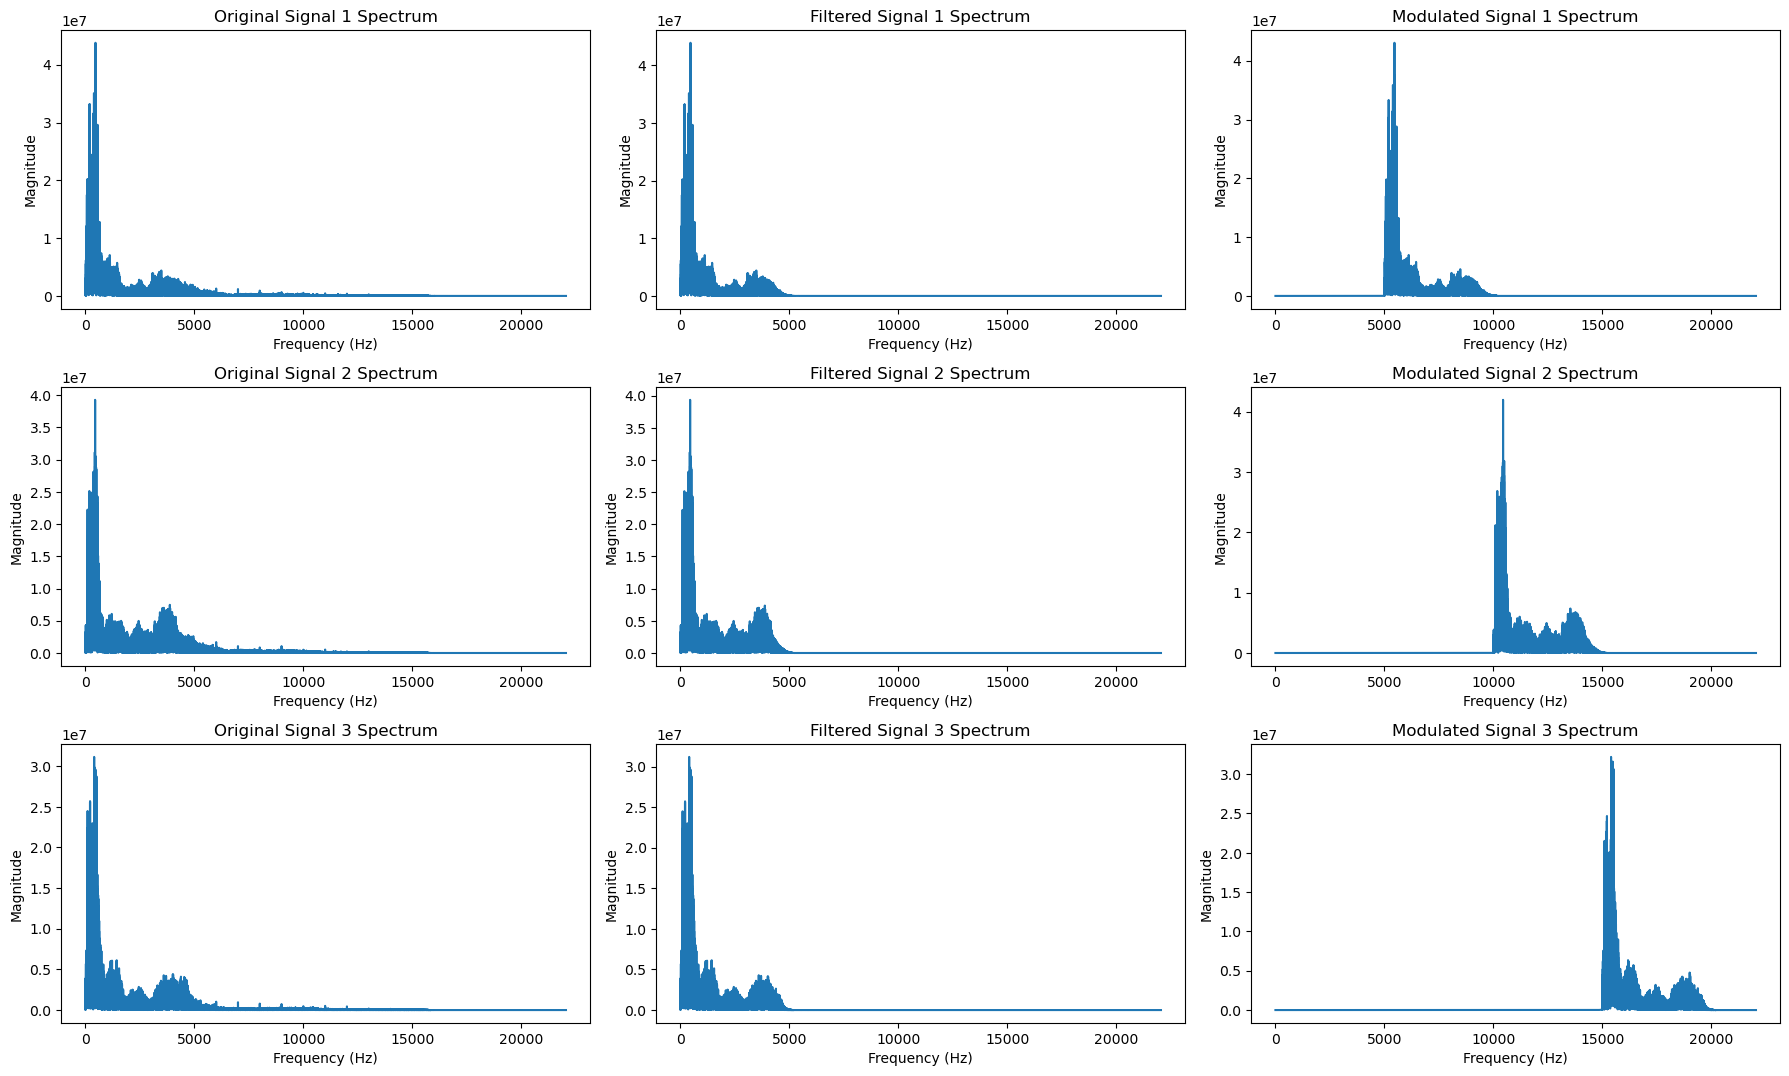 Original Signal 1 Spectrum
1e7
Magnitude
4
3
2
1
0
0 5000 10000 15000 20000
Frequency (Hz)
Filtered Signal 1 Spectrum
1e7
Magnitude
4
3
2
1
0
0 5000 10000 15000 20000
Frequency (Hz)
Modulated Signal 1 Spectrum
1e7
Magnitude
4
3
2
1
0
0 5000 10000 15000 20000
Frequency (Hz)
Original Signal 2 Spectrum
1e7
Magnitude
4.0
3.5
3.0
2.5
2.0
1.5
1.0
0.5
0.0
0 5000 10000 15000 20000
Frequency (Hz)
Filtered Signal 2 Spectrum
1e7
Magnitude
4.0
3.5
3.0
2.5
2.0
1.5
1.0
0.5
0.0
0 5000 10000 15000 20000
Frequency (Hz)
Modulated Signal 2 Spectrum
1e7
Magnitude
4
3
2
1
0
0 5000 10000 15000 20000
Frequency (Hz)
Original Signal 3 Spectrum
1e7
Magnitude
3.0
2.5
2.0
1.5
1.0
0.5
0.0
0 5000 10000 15000 20000
Frequency (Hz)
Filtered Signal 3 Spectrum
1e7
Magnitude
3.0
2.5
2.0
1.5
1.0
0.5
0.0
0 5000 10000 15000 20000
Frequency (Hz)
Modulated Signal 3 Spectrum
1e7
Magnitude
3.0
2.5
2.0
1.5
1.0
0.5
0.0
0 5000 10000 15000 20000
Frequency (Hz)